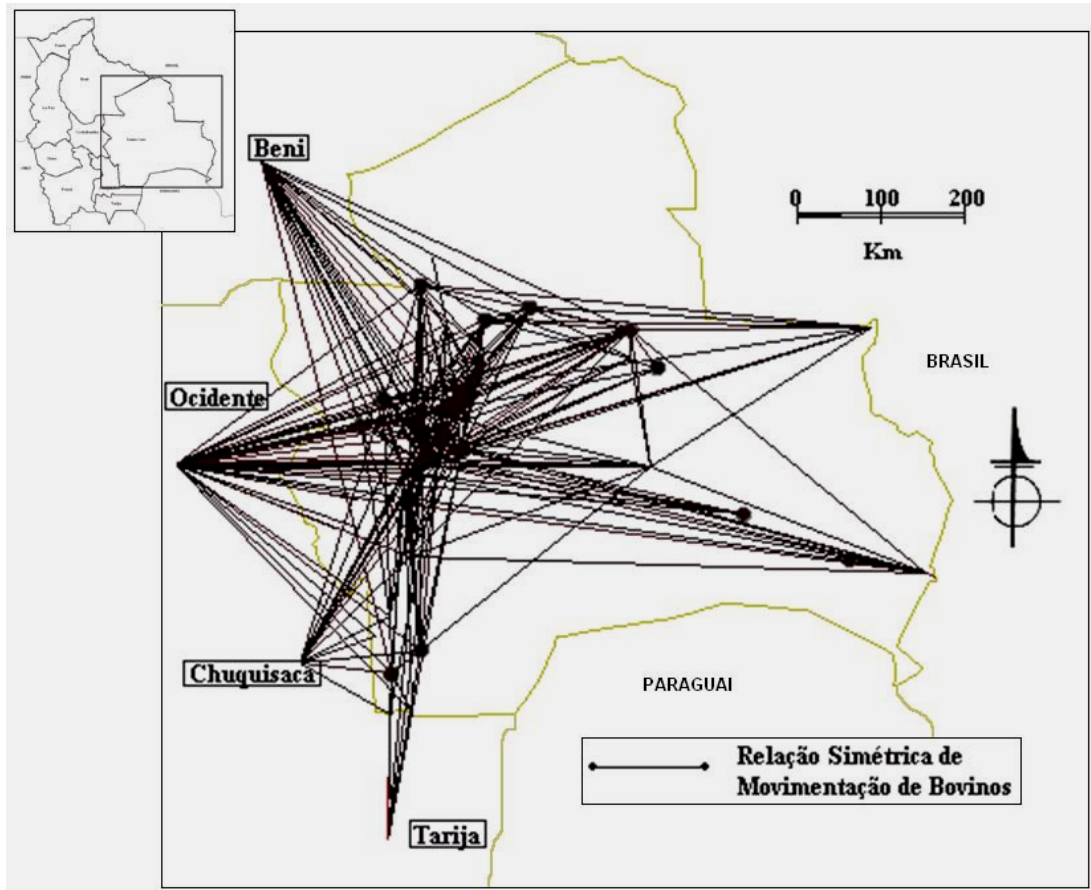 Beni
0 100 200
Km
Ocidente
BRASIL
Chuquisaca
PARAGUAI
Relação Simétrica de
Movimentação de Bovinos
Tarija